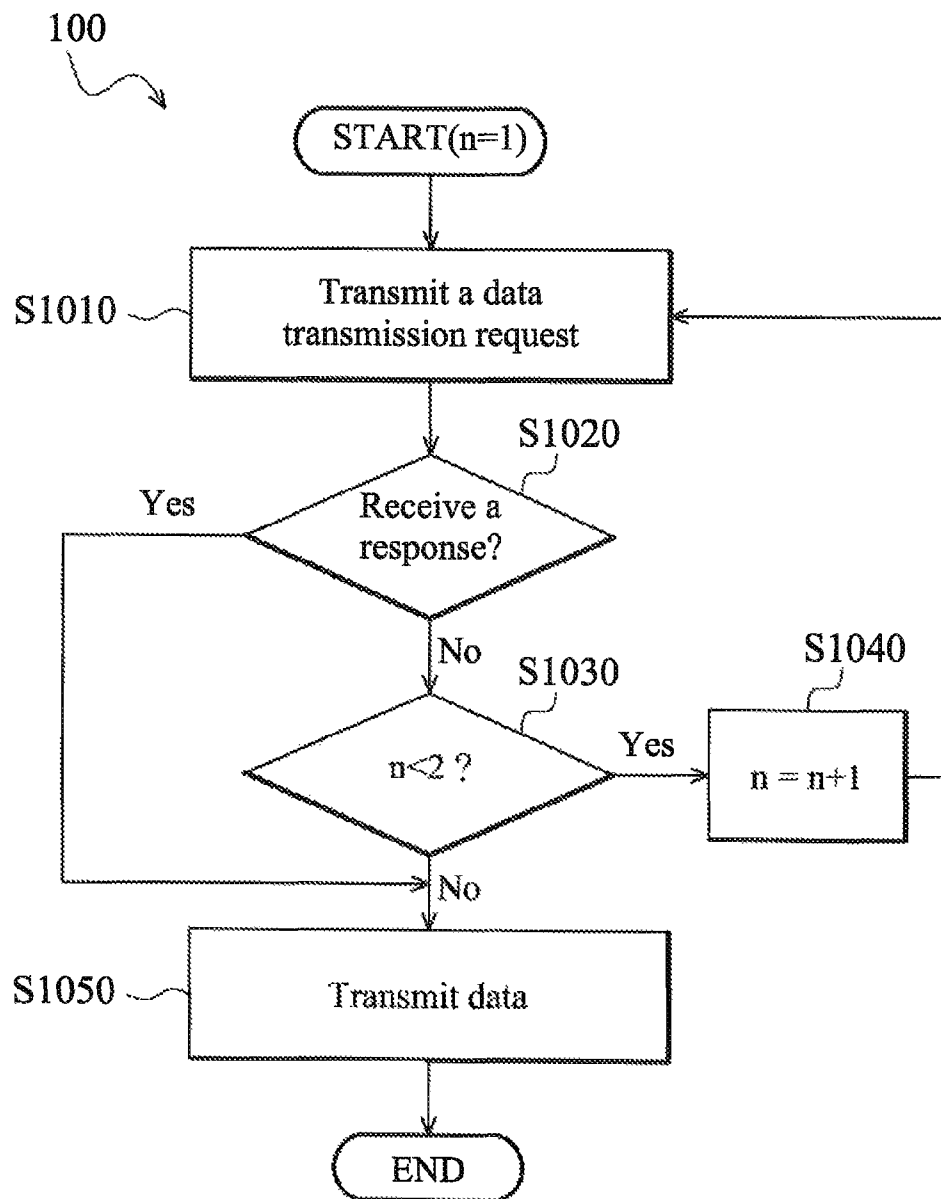 100
START(n=1)
S1010
Transmit a data
transmission request
S1020
Yes
Receive a
response?
No
S1030
S1040
n<2 ?
Yes
n = n+1
No
S1050
Transmit data
END